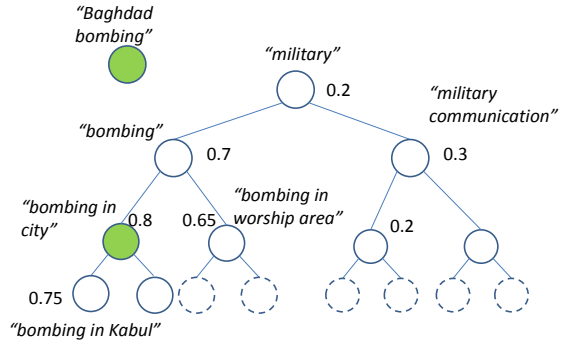 “Baghdad
bombing”
“military”
0.2
“military
communication”
“bombing”
0.7
0.3
“bombing in
city”
0.8
0.65
“bombing in
worship area”
0.2
0.75
“bombing in Kabul”